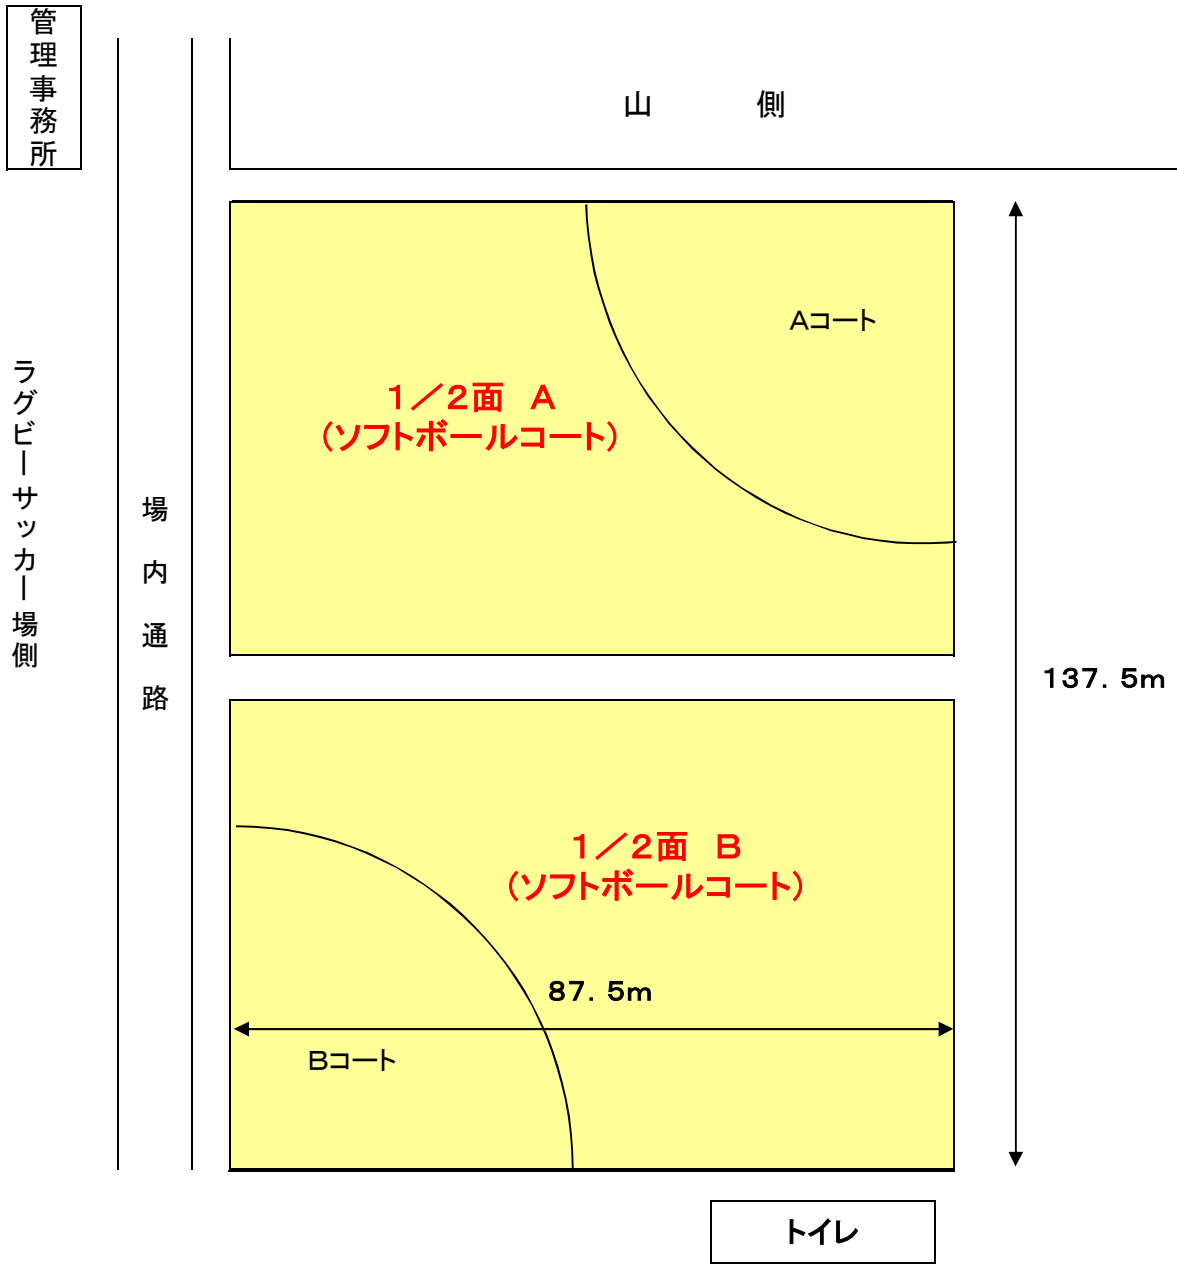 管理事務所
山　側
Aコート
1／2面　A
（ソフトボールコート）
ラグビーサッカー場側
場内通路
137．5m
1／2面　B
（ソフトボールコート）
87．5m
Bコート
トイレ